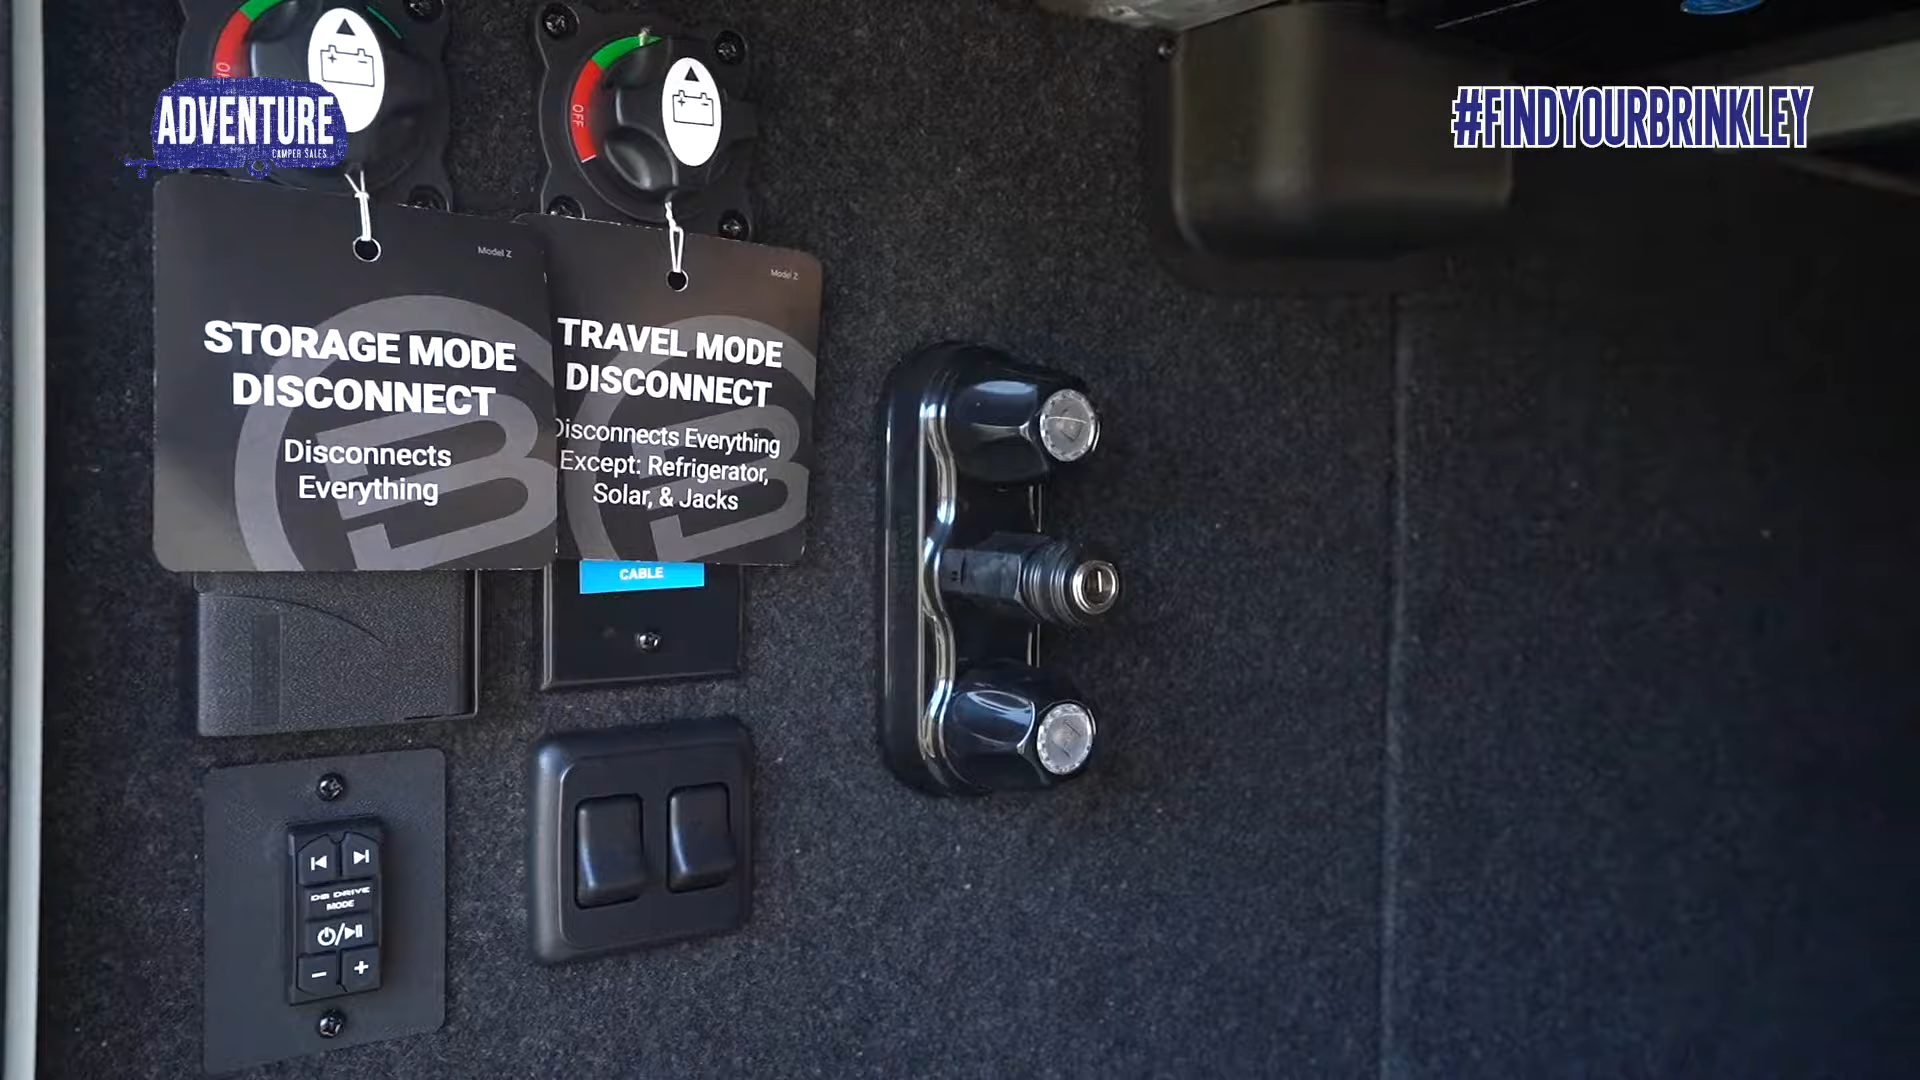 ADVENTURE
CAMPER SALES
#FINDYOURBRINKLEY
OFF
Model Z
STORAGE MODE
DISCONNECT
Disconnects
Everything
Model Z
TRAVEL MODE
DISCONNECT
Disconnects Everything
Except: Refrigerator,
Solar, & Jacks
CABLE
DB DRIVE
MODE